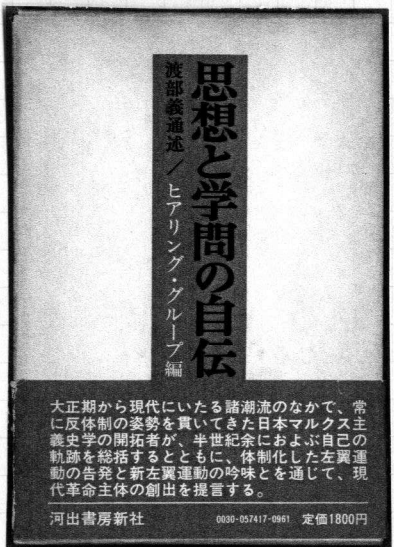 思想と学問の自伝
渡部義通述/ヒアリング・グループ編
大正期から現代にいたる諸潮流のなかで、常
に反体制の姿勢を貫いてきた日本マルクス主
義史学の開拓者が、半世紀余におよぶ自己の
軌跡を総括するとともに、体制化した左翼運
動の告発と新左翼運動の吟味とを通じて、現
代革命主体の創出を提言する。
河出書房新社 0030-057417-0961 定価1800円